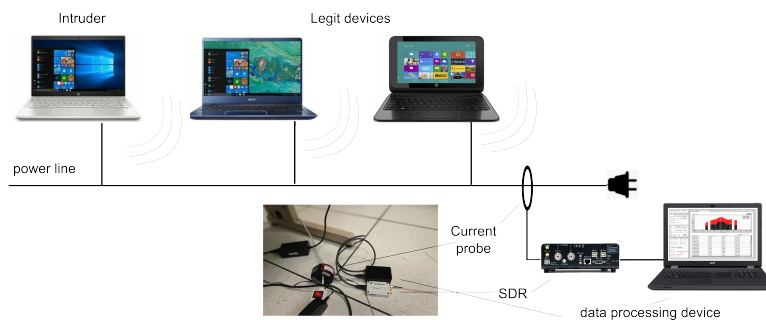 Intruder
Legit devices
power line
Current
probe
SDR
data processing device